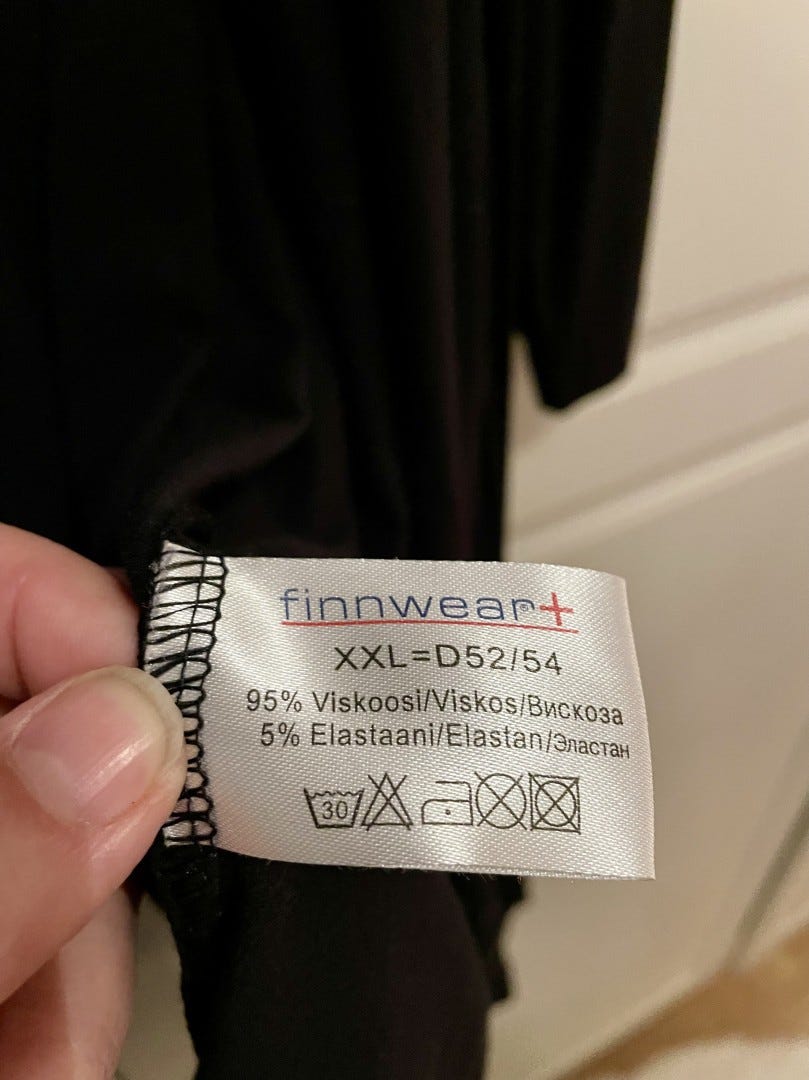 finnwear®+
XXL=D52/54
95% Viskoosi/Viskos/Вискоза
5% Elastaani/Elastan/Эластан
30